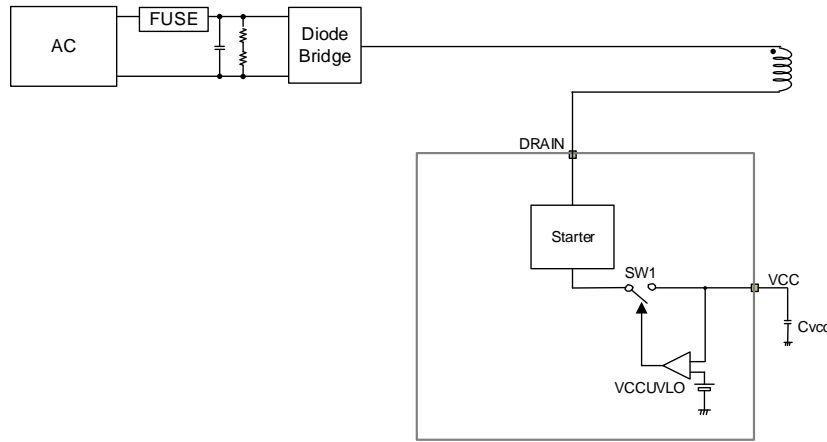 FUSE
AC
Diode
Bridge
DRAIN
Starter
SW1
VCC
Cvcc
VCCUVLO